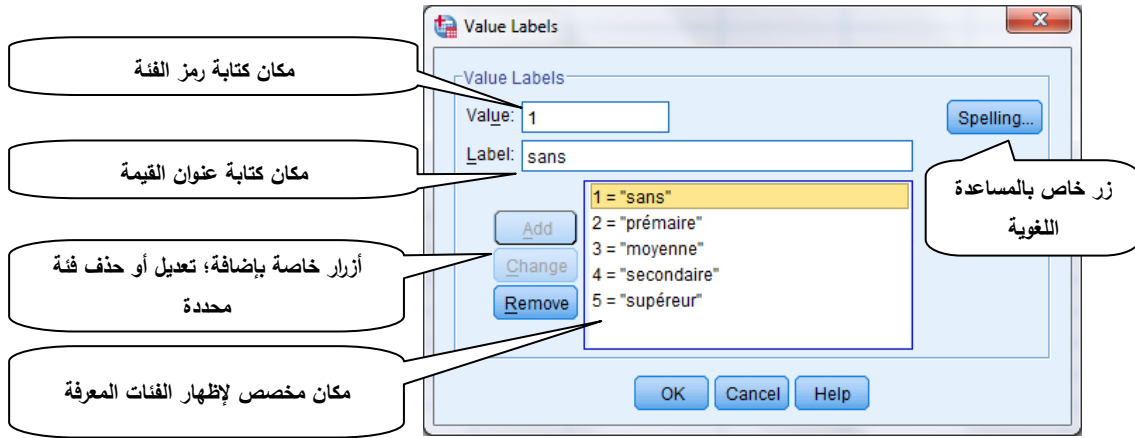 Value Labels
مكان كتابة رمز الفئة
Value Labels
Value: 1
Spelling...
Label: sans
مكان كتابة عنوان القيمة
زر خاص بالمساعدة
اللغوية
1 = "sans"
Add
2 = "prémaire"
3 = "moyenne"
أزرار خاصة بإضافة؛ تعديل أو حذف فئة
محددة
Change
4 = "secondaire"
Remove
5 = "supéreur"
مكان مخصص لإظهار الفئات المعرفة
OK Cancel Help